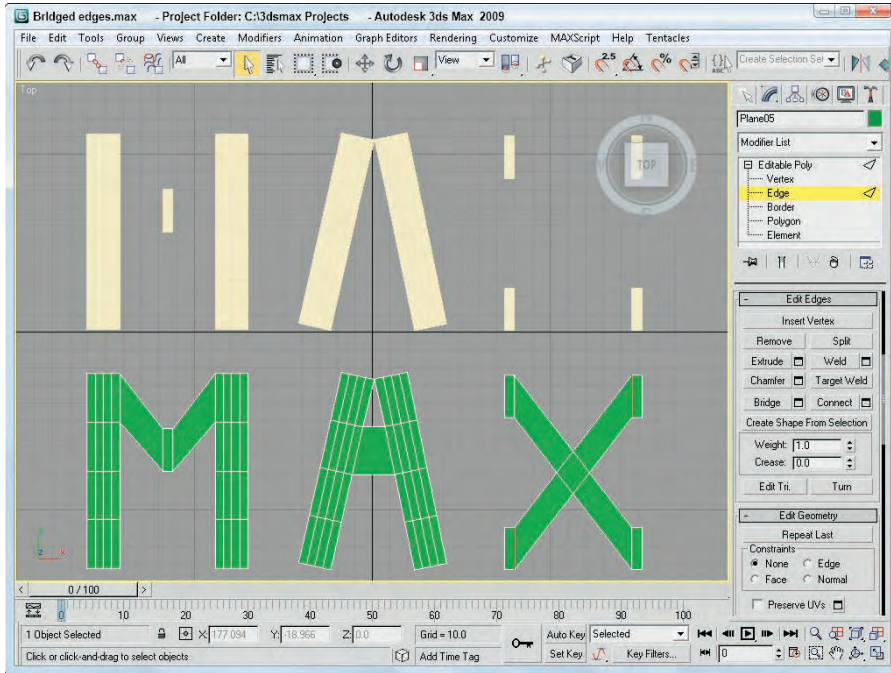 Bridged edges.max - Project Folder: C:\3dsmax Projects - Autodesk 3ds Max 2009
File Edit Tools Group Views Create Modifiers Animation Graph Editors Rendering Customize MAXScript Help Tentacles
All View 2.5 Create Selection Set
Top
TOP
Plane05
Modifier List
Editable Poly
Vertex
Edge
Border
Polygon
Element
- Edit Edges
Insert Vertex
Remove Split
Extrude Weld
Chamfer Target Weld
Bridge Connect
Create Shape From Selection
Weight: 1.0
Crease: 0.0
Edit Tri. Turn
- Edit Geometry
Repeat Last
Constraints
None Edge
Face Normal
Preserve UVs
MAX
z x
< 0 / 100 >
0 10 20 30 40 50 60 70 80 90 100
1 Object Selected X: 177.094 Y: -18.966 Z: 0.0 Grid = 10.0 Auto Key Selected
Click or click-and-drag to select objects Add Time Tag Set Key Key Filters... 0